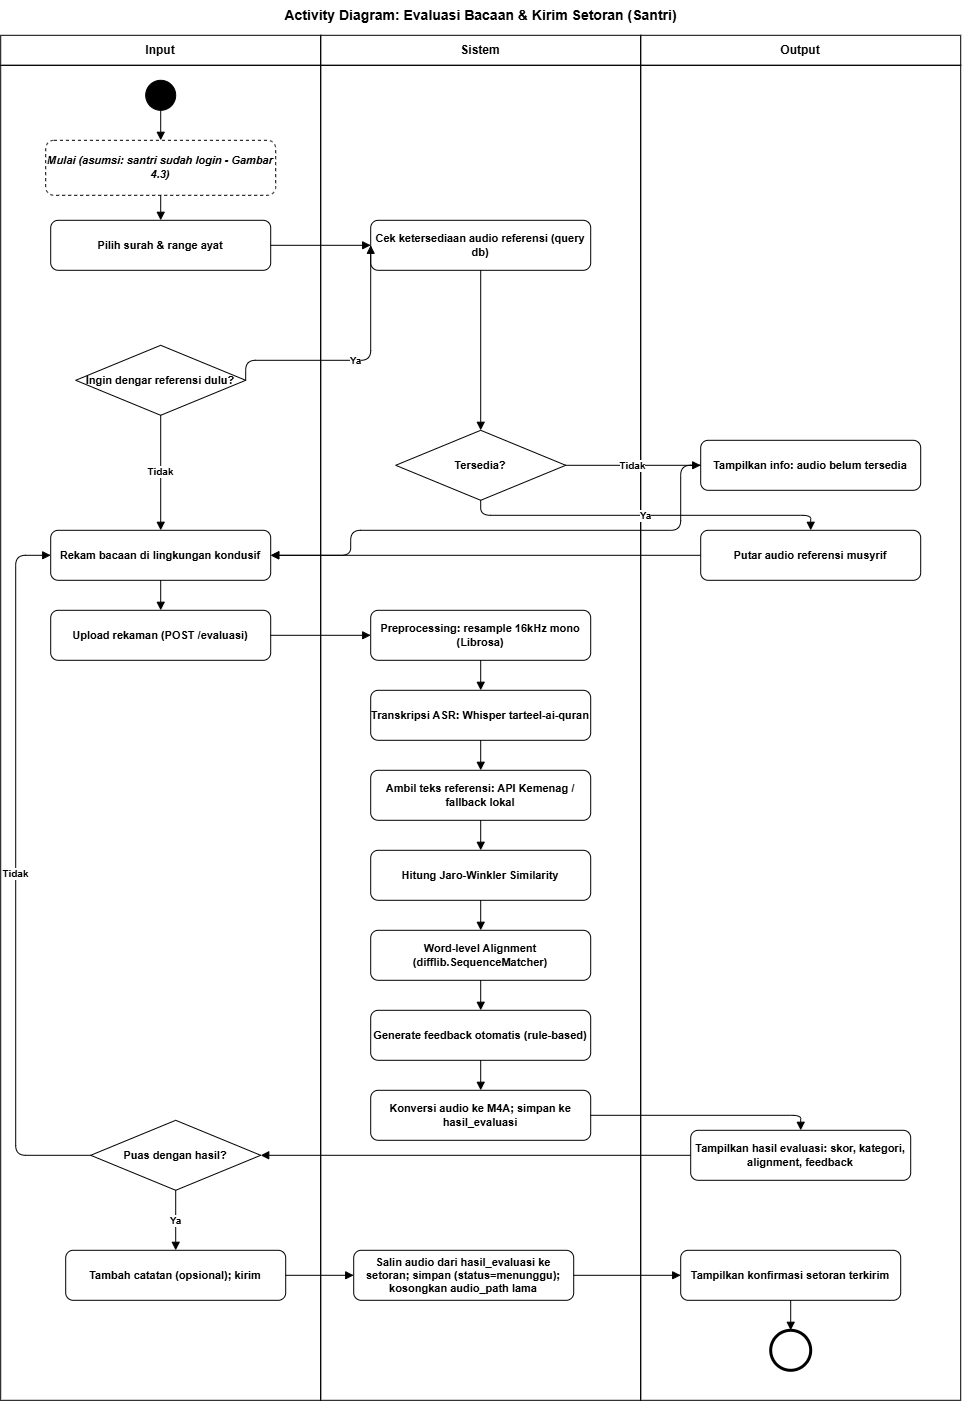 Activity Diagram: Evaluasi Bacaan & Kirim Setoran (Santri)
Input
Sistem
Output
Mulai (asumsi: santri sudah login - Gambar
4.3)
Pilih surah & range ayat
Cek ketersediaan audio referensi (query
db)
Ya
Ingin dengar referensi dulu?
Tidak
Tersedia?
Tidak
Tampilkan info: audio belum tersedia
Ya
Rekam bacaan di lingkungan kondusif
Putar audio referensi musyrif
Upload rekaman (POST /evaluasi)
Preprocessing: resample 16kHz mono
(Librosa)
Transkripsi ASR: Whisper tarteel-ai-quran
Ambil teks referensi: API Kemenag /
fallback lokal
Hitung Jaro-Winkler Similarity
Tidak
Word-level Alignment
(difflib.SequenceMatcher)
Generate feedback otomatis (rule-based)
Konversi audio ke M4A; simpan ke
hasil_evaluasi
Tampilkan hasil evaluasi: skor, kategori,
alignment, feedback
Puas dengan hasil?
Ya
Tambah catatan (opsional); kirim
Salin audio dari hasil_evaluasi ke
setoran; simpan (status=menunggu);
kosongkan audio_path lama
Tampilkan konfirmasi setoran terkirim